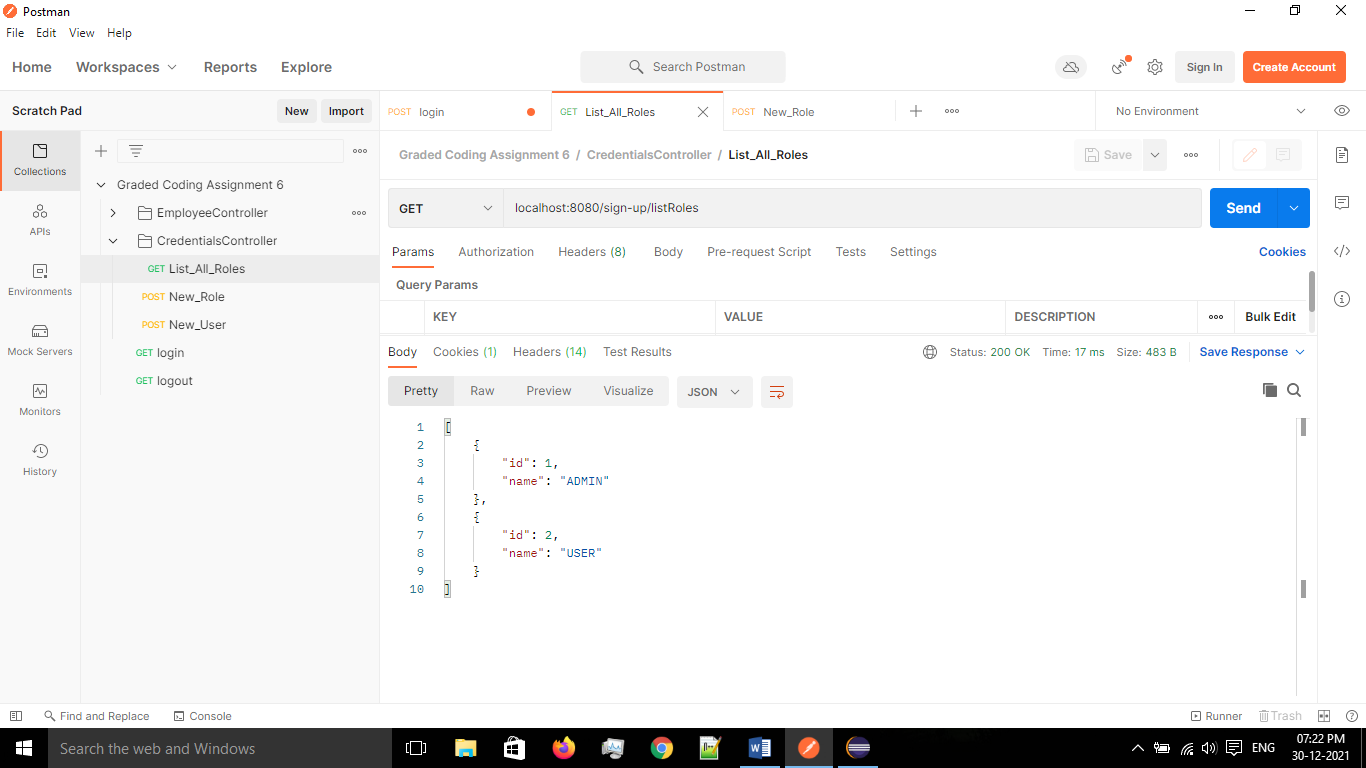 Postman
File Edit View Help
Home Workspaces Reports Explore Search Postman Sign In Create Account
Scratch Pad New Import
POST login GET List_All_Roles POST New_Role No Environment
Collections
APIs
Environments
Mock Servers
Monitors
History
Graded Coding Assignment 6
EmployeeController
CredentialsController
GET List_All_Roles
POST New_Role
POST New_User
GET login
GET logout
Graded Coding Assignment 6 / CredentialsController / List_All_Roles Save
GET localhost:8080/sign-up/listRoles Send
Params Authorization Headers (8) Body Pre-request Script Tests Settings Cookies
Query Params
KEY VALUE DESCRIPTION Bulk Edit
Body Cookies (1) Headers (14) Test Results Status: 200 OK Time: 17 ms Size: 483 B Save Response
Pretty Raw Preview Visualize JSON
1 [
2 {
3 "id": 1,
4 "name": "ADMIN"
5 },
6 {
7 "id": 2,
8 "name": "USER"
9 }
10 ]
Find and Replace Console Runner Trash
Search the web and Windows ENG 07:22 PM
30-12-2021